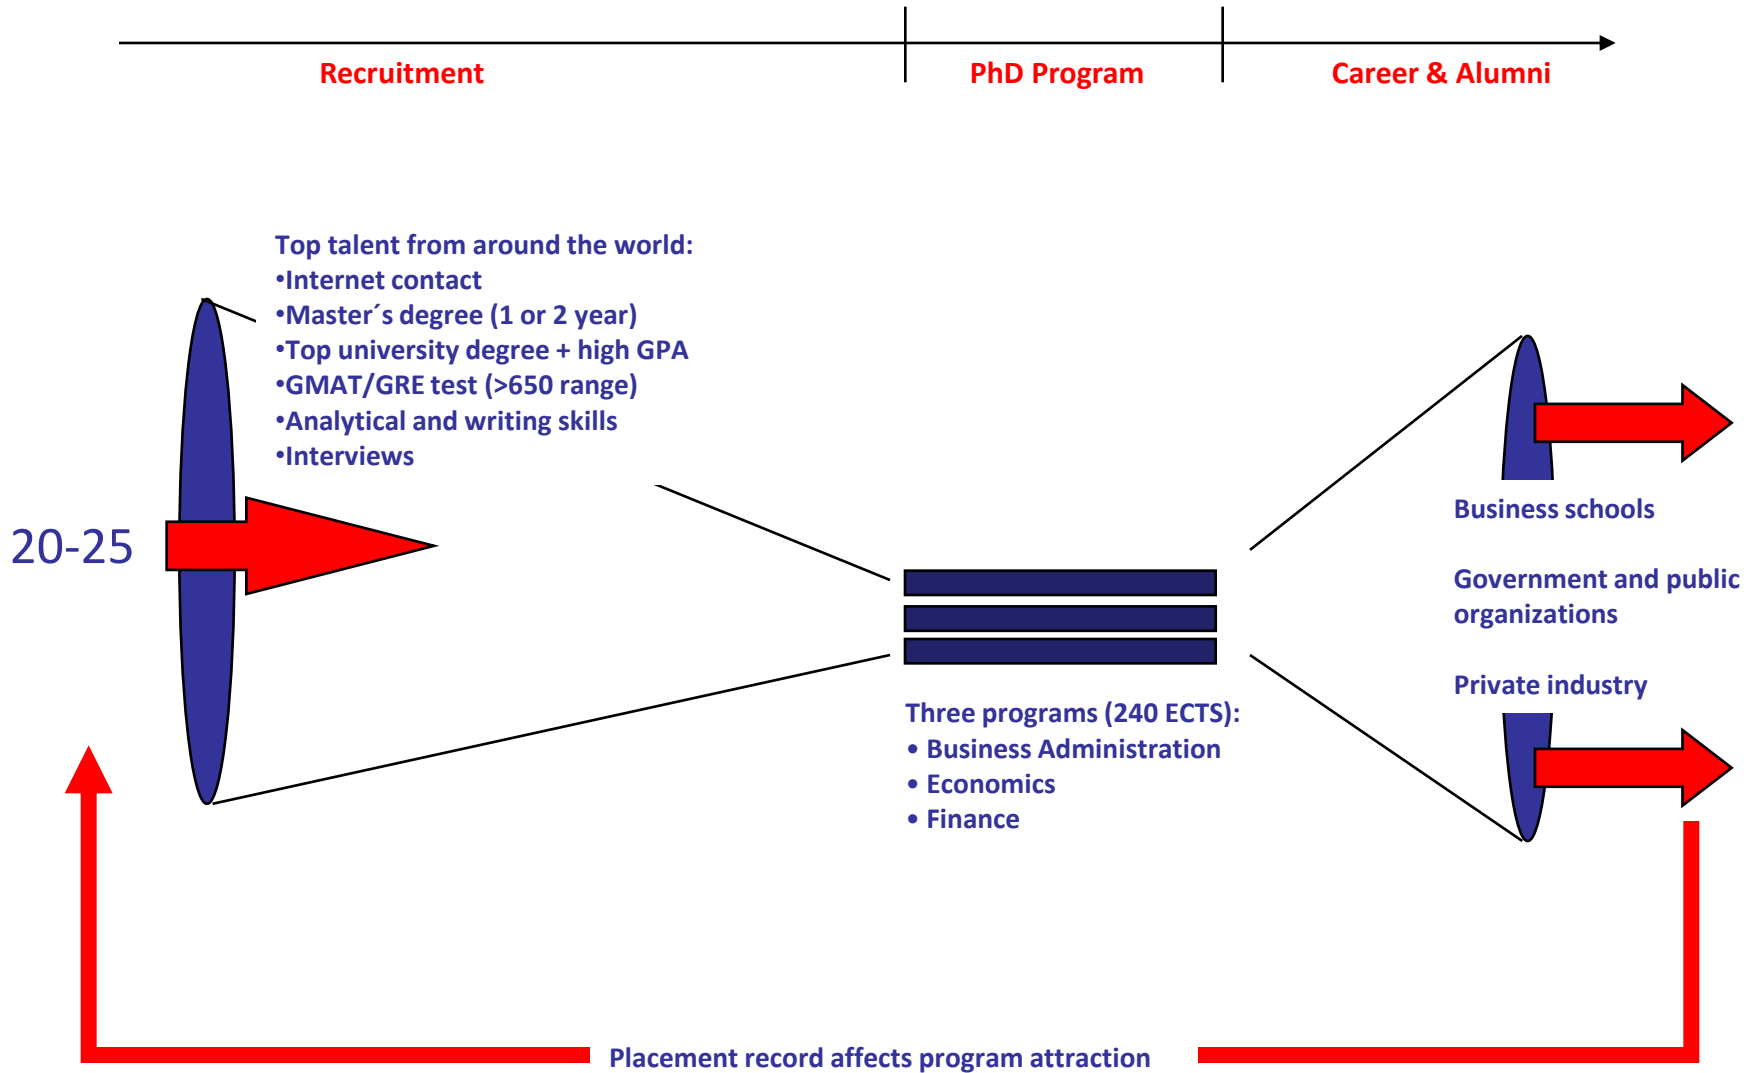 Recruitment
PhD Program
Career & Alumni
Top talent from around the world:
•Internet contact
•Master´s degree (1 or 2 year)
•Top university degree + high GPA
•GMAT/GRE test (>650 range)
•Analytical and writing skills
•Interviews
20-25
Three programs (240 ECTS):
• Business Administration
• Economics
• Finance
Business schools
Government and public
organizations
Private industry
Placement record affects program attraction